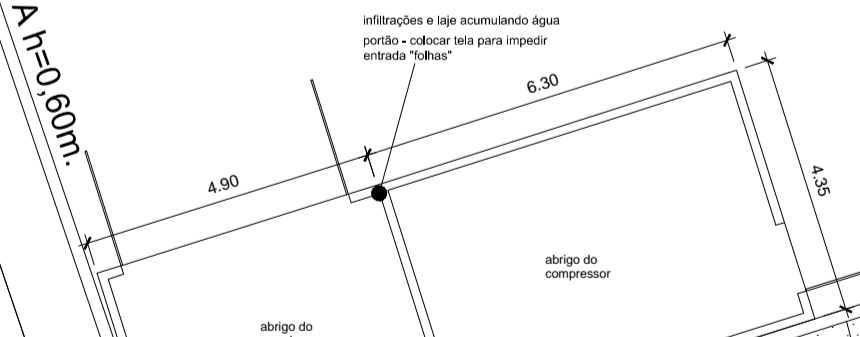 infiltrações e laje acumulando água
portão - colocar tela para impedir
entrada "folhas"
A h=0,60m.
6.30
4.90
4.35
abrigo do
compressor
abrigo do